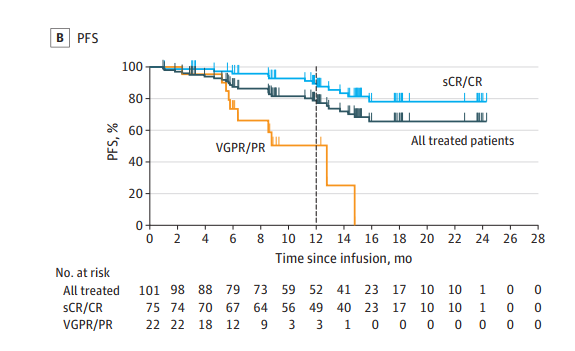 B PFS
100
80
60
40
20
0
PFS, %
sCR/CR
All treated patients
VGPR/PR
0 2 4 6 8 10 12 14 16 18 20 22 24 26 28
Time since infusion, mo
No. at risk
All treated 101 98 88 79 73 59 52 41 23 17 10 10 1 0 0
sCR/CR 75 74 70 67 64 56 49 40 23 17 10 10 1 0 0
VGPR/PR 22 22 18 12 9 3 3 1 0 0 0 0 0 0 0